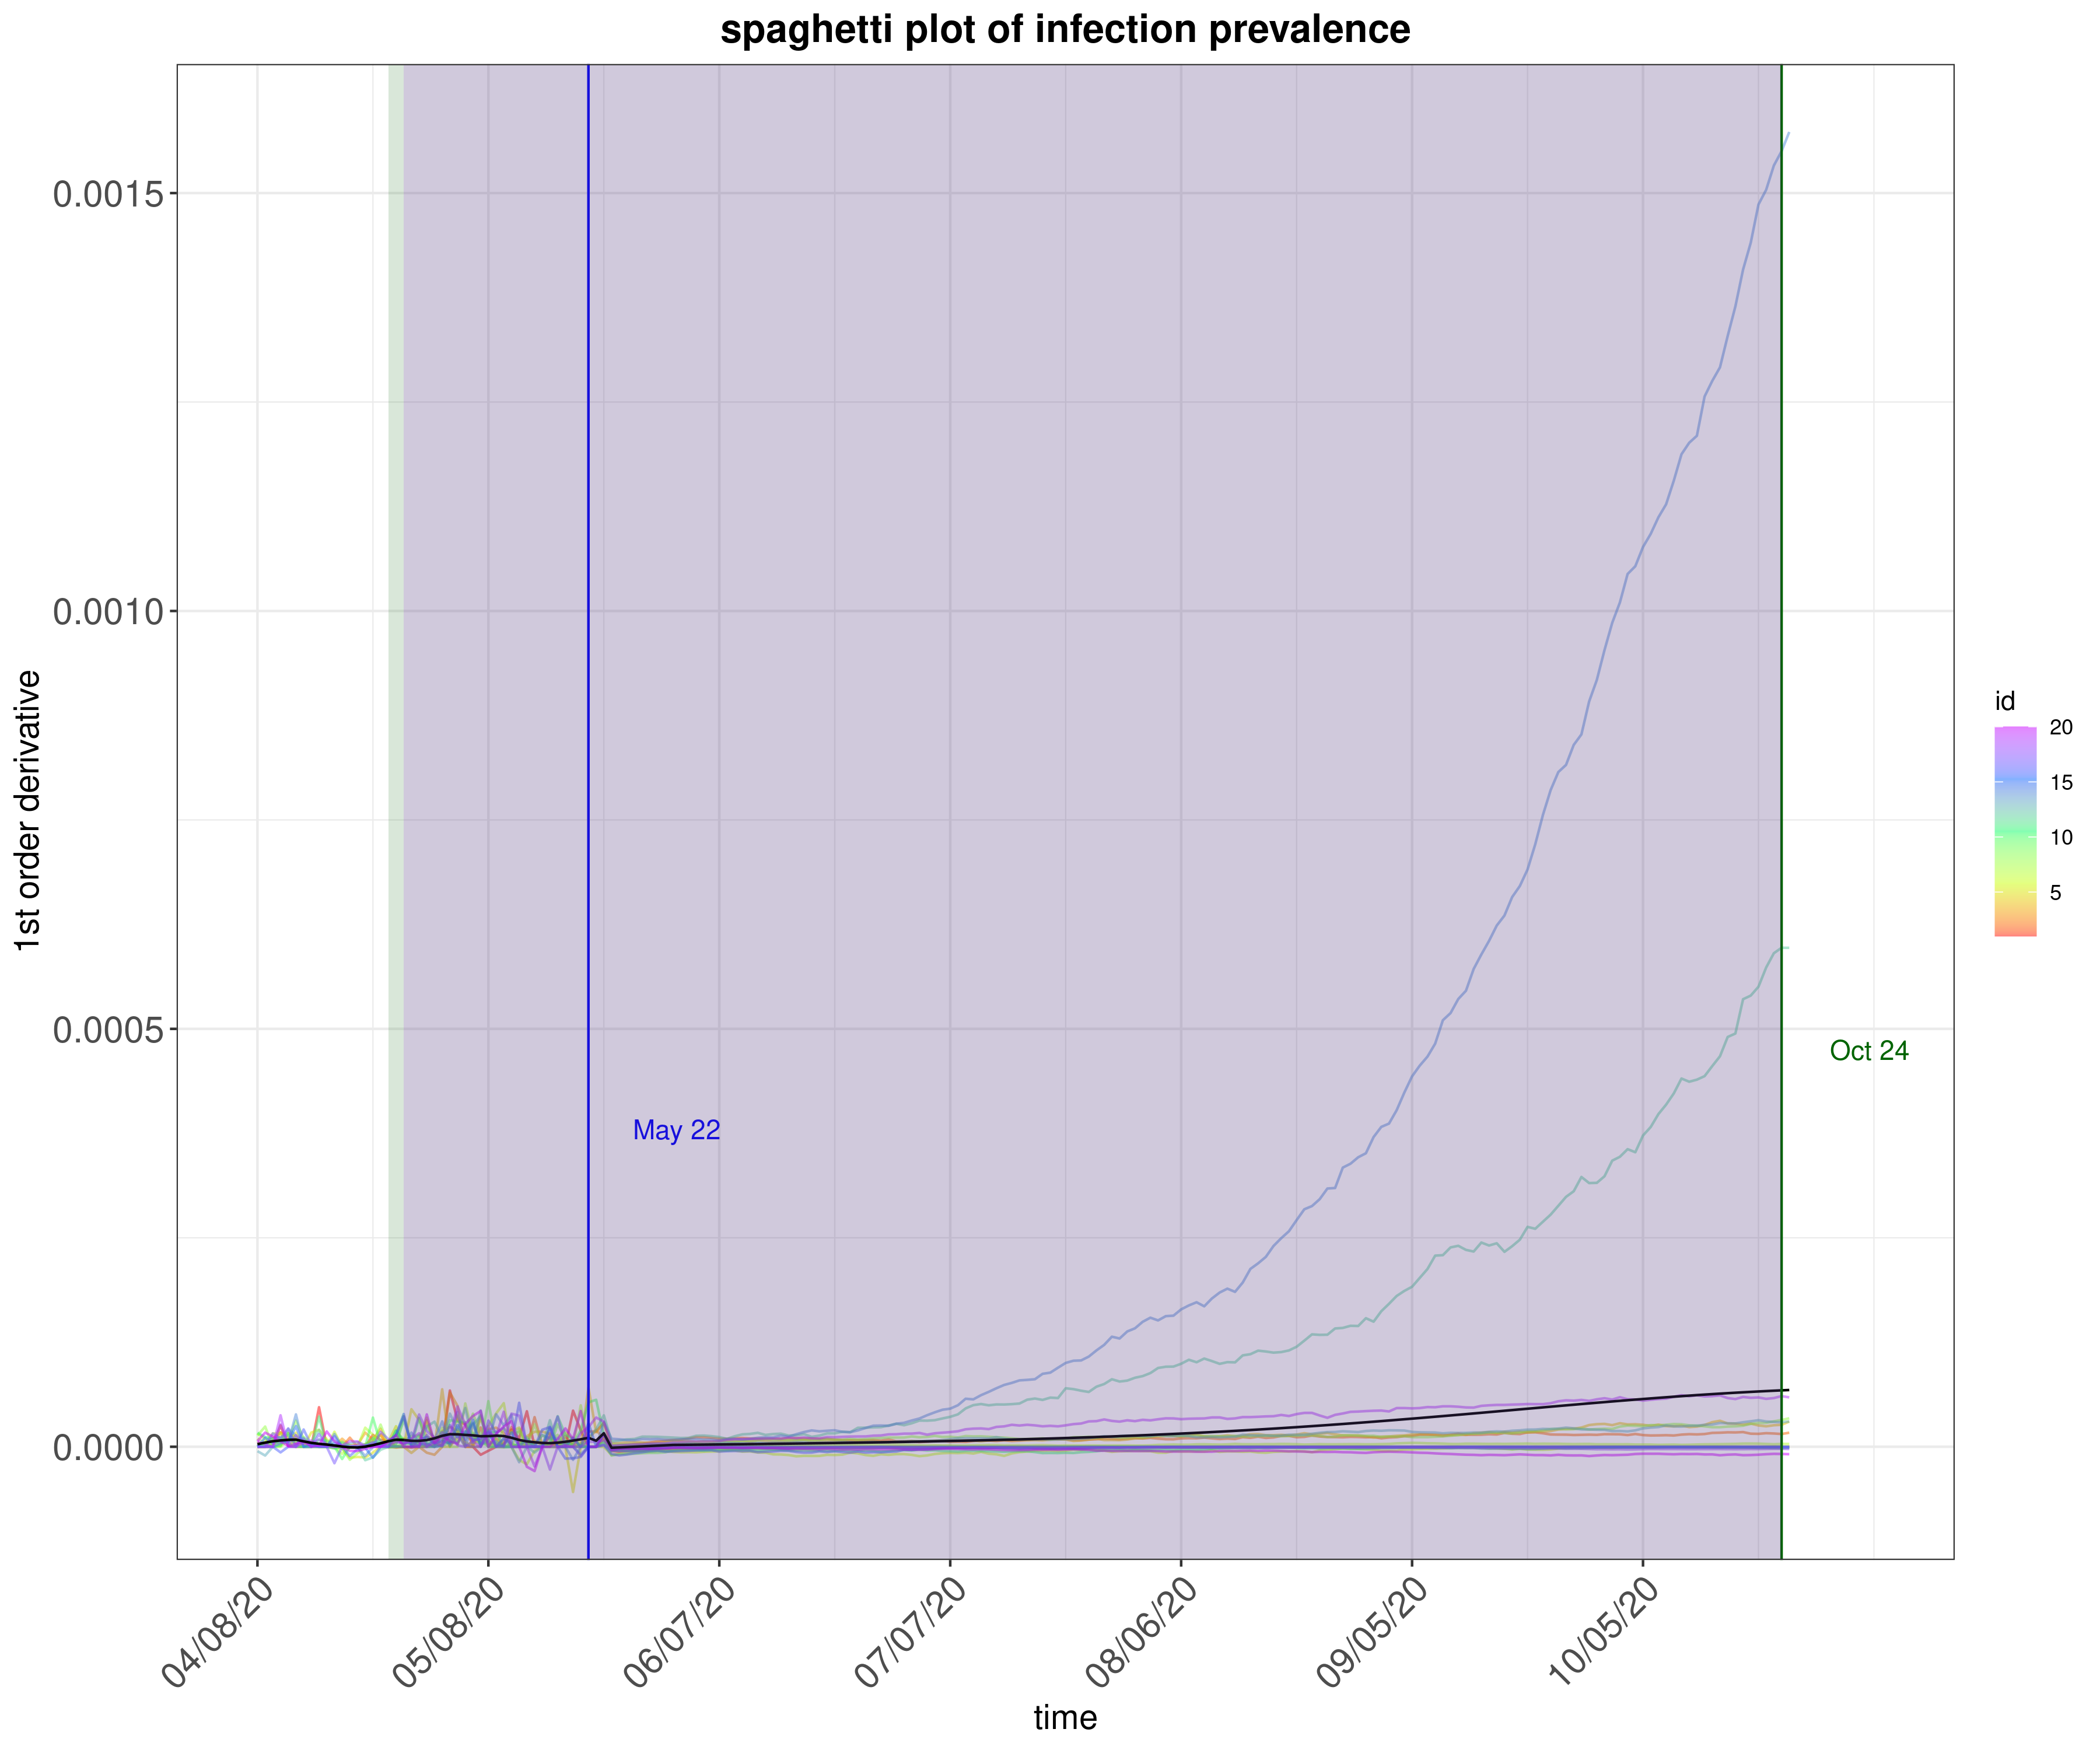 spaghetti plot of infection prevalence
1st order derivative
0.0015
0.0010
0.0005
0.0000
May 22
Oct 24
id
20
15
10
5
04/08/20
05/08/20
06/07/20
07/07/20
08/06/20
09/05/20
10/05/20
time